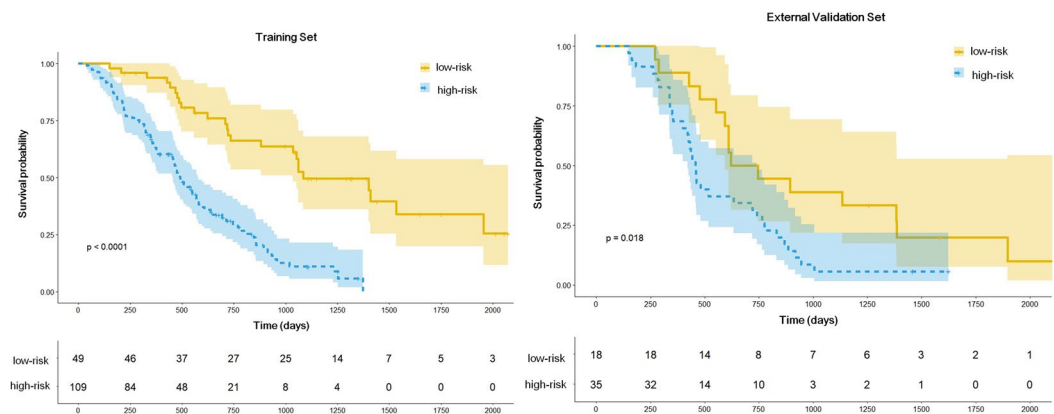 Training Set
low-risk
high-risk
1.00
0.75
0.50
0.25
0.00
Survival probability
p < 0.0001
0 250 500 750 1000 1250 1500 1750 2000
Time (days)
low-risk 49 46 37 27 25 14 7 5 3
high-risk 109 84 48 21 8 4 0 0 0
0 250 500 750 1000 1250 1500 1750 2000
External Validation Set
low-risk
high-risk
1.00
0.75
0.50
0.25
0.00
Survival probability
p = 0.018
0 250 500 750 1000 1250 1500 1750 2000
Time (days)
low-risk 18 18 14 8 7 6 3 2 1
high-risk 35 32 14 10 3 2 1 0 0
0 250 500 750 1000 1250 1500 1750 2000